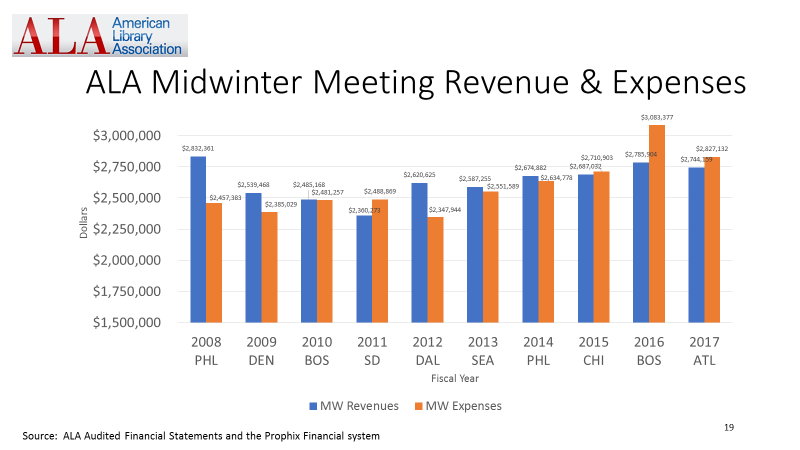 ALA American
Library
Association
ALA Midwinter Meeting Revenue & Expenses
$3,083,377
$3,000,000
$2,832,361
$2,827,132
$2,710,903
$2,785,904
$2,744,159
$2,750,000
$2,674,882
$2,687,032
$2,620,625
$2,634,778
$2,587,255
$2,551,589
$2,539,468
$2,485,168
$2,481,257
$2,488,869
$2,500,000
$2,457,383
$2,385,029
$2,360,273
$2,347,944
$2,250,000
$2,000,000
$1,750,000
$1,500,000
Dollars
2008 2009 2010 2011 2012 2013 2014 2015 2016 2017
PHL DEN BOS SD DAL SEA PHL CHI BOS ATL
Fiscal Year
MW Revenues MW Expenses
19
Source: ALA Audited Financial Statements and the Prophix Financial system